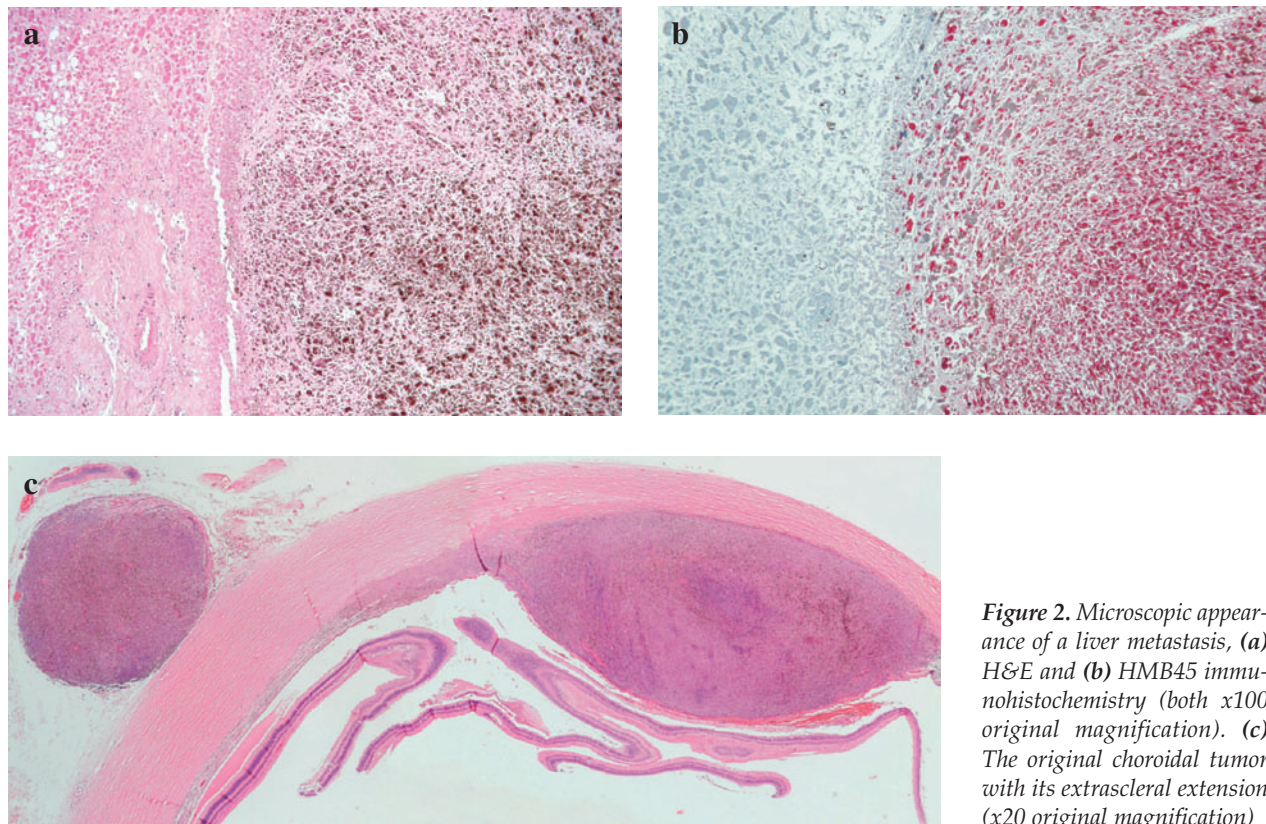 a
b
c
Figure 2. Microscopic appear-
ance of a liver metastasis, (a)
H&E and (b) HMB45 immu-
nohistochemistry (both x100
original magnification). (c)
The original choroidal tumor
with its extrascleral extension
(x20 original magnification)